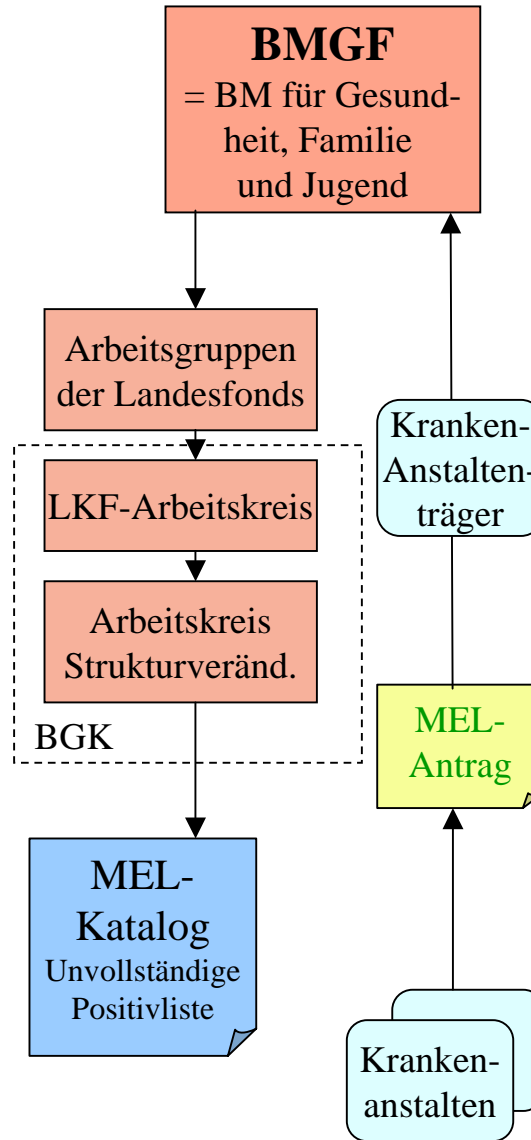 BMGF
= BM für Gesund-
heit, Familie
und Jugend
Arbeitsgruppen
der Landesfonds
LKF-Arbeitskreis
Arbeitskreis
Strukturveränd.
BGK
MEL-
Katalog
Unvollständige
Positivliste
Kranken-
Anstalten-
träger
MEL-
Antrag
Kranken-
anstalten